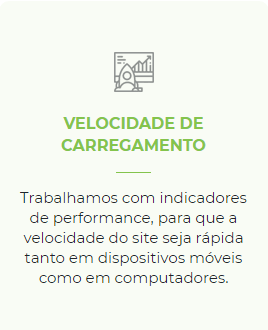 VELOCIDADE DE
CARREGAMENTO
Trabalhamos com indicadores
de performance, para que a
velocidade do site seja rápida
tanto em dispositivos móveis
como em computadores.